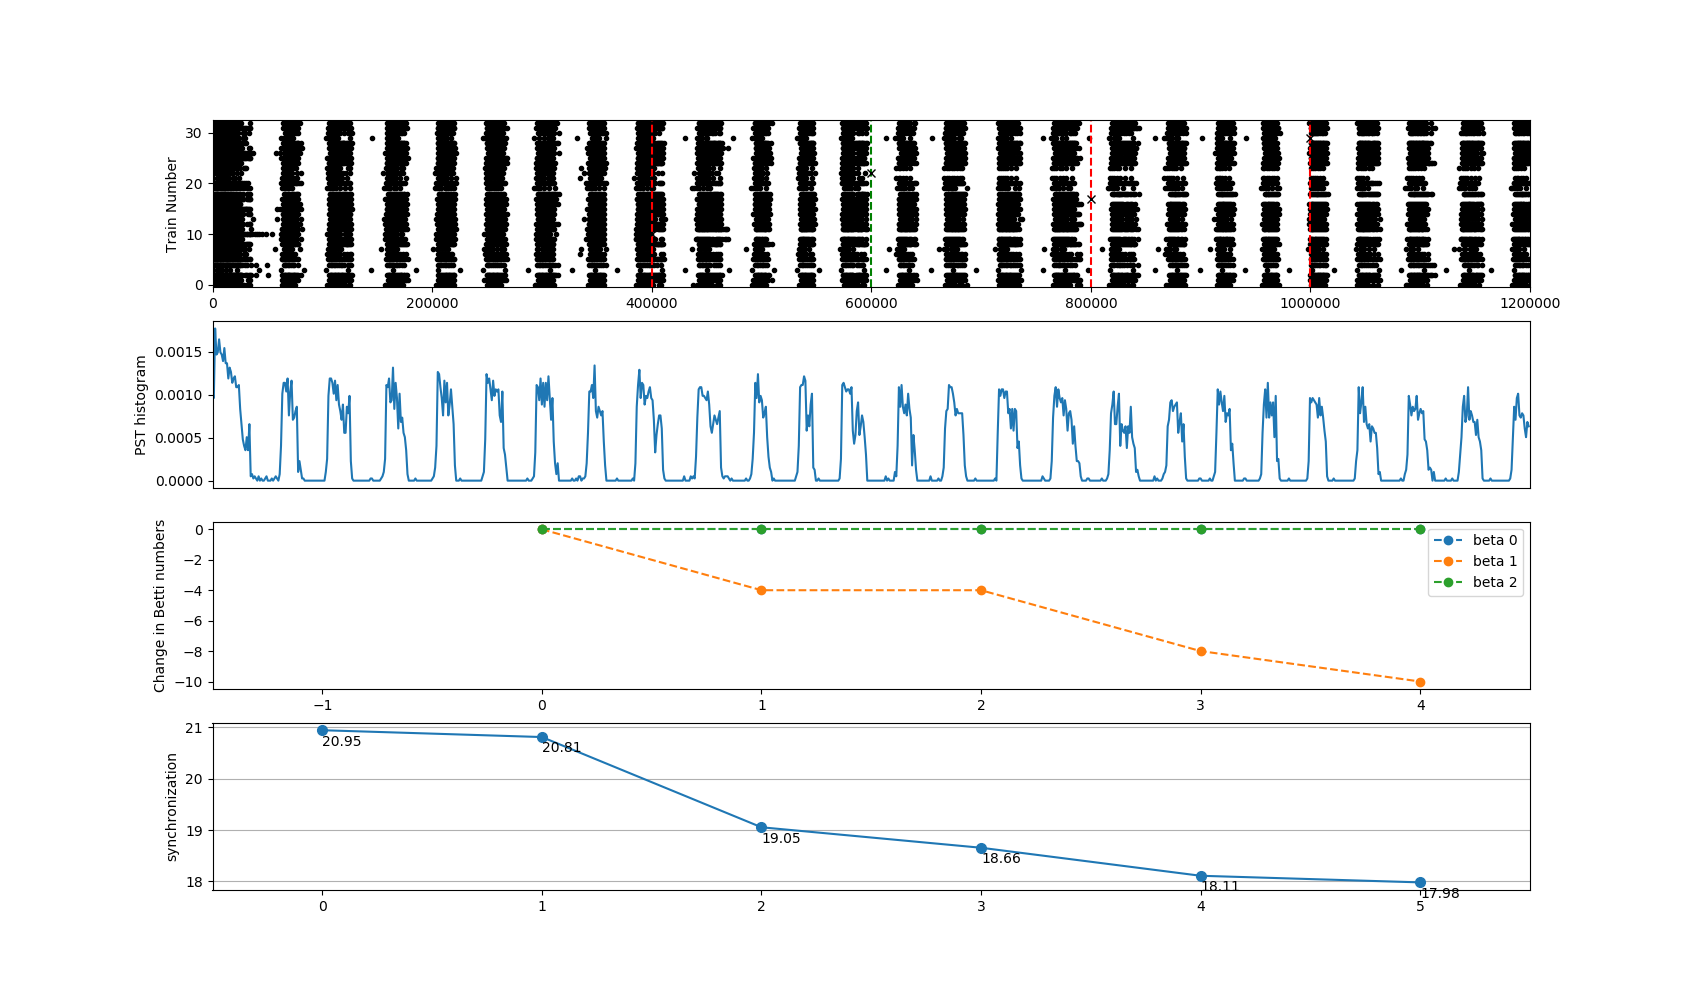 Train Number
30
20
10
0
0 200000 400000 600000 800000 1000000 1200000
PST histogram
0.0015
0.0010
0.0005
0.0000
Change in Betti numbers
0
−2
−4
−6
−8
−10
beta 0
beta 1
beta 2
−1 0 1 2 3 4
synchronization
21
20
19
18
20.95
20.81
19.05
18.66
18.11
17.98
0 1 2 3 4 5